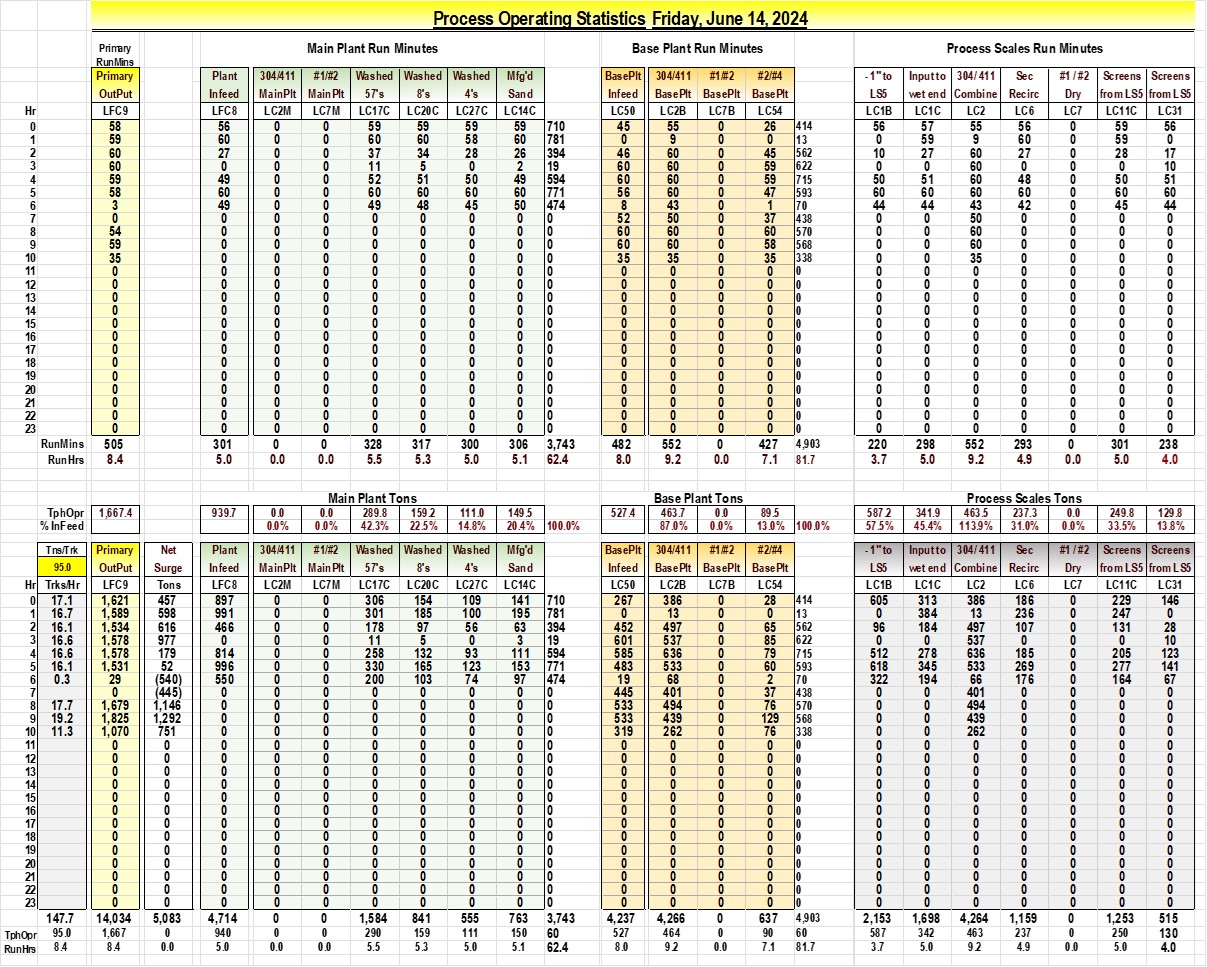 Process Operating Statistics Friday, June 14, 2024
Primary Main Plant Run Minutes Base Plant Run Minutes Process Scales Run Minutes
RunMins
Primary Plant 304/411 #1/#2 Washed Washed Washed Mfg'd BasePlt 304/411 #1/#2 #2/#4 - 1" to Input to 304/ 411 Sec #1 / #2 Screens Screens
OutPut Infeed MainPlt MainPlt 57's 8's 4's Sand Infeed BasePlt BasePlt BasePlt LS5 wet end Combine Recirc Dry from LS5 from LS5
Hr LFC9 LFC8 LC2M LC7M LC17C LC20C LC27C LC14C LC50 LC2B LC7B LC54 LC1B LC1C LC2 LC6 LC7 LC11C LC31
0 58 56 0 0 59 59 59 59 710 45 55 0 26 414 56 57 55 56 0 59 56
1 59 60 0 0 60 60 58 60 781 0 9 0 0 13 0 59 9 60 0 59 0
2 60 27 0 0 37 34 28 26 394 46 60 0 45 562 10 27 60 27 0 28 17
3 60 0 0 0 11 5 0 2 19 60 60 0 59 622 0 0 60 0 0 0 10
4 59 49 0 0 52 51 50 49 594 60 60 0 59 715 50 51 60 48 0 50 51
5 58 60 0 0 60 60 60 60 771 56 60 0 47 593 60 60 60 60 0 60 60
6 3 49 0 0 49 48 45 50 474 8 43 0 1 70 44 44 43 42 0 45 44
7 0 0 0 0 0 0 0 0 52 50 0 37 438 0 0 50 0 0 0 0
8 54 0 0 0 0 0 0 0 60 60 0 60 570 0 0 60 0 0 0 0
9 59 0 0 0 0 0 0 0 60 60 0 58 568 0 0 60 0 0 0 0
10 35 0 0 0 0 0 0 0 35 35 0 35 338 0 0 35 0 0 0 0
11 0 0 0 0 0 0 0 0 0 0 0 0 0 0 0 0 0 0 0 0
12 0 0 0 0 0 0 0 0 0 0 0 0 0 0 0 0 0 0 0 0
13 0 0 0 0 0 0 0 0 0 0 0 0 0 0 0 0 0 0 0 0
14 0 0 0 0 0 0 0 0 0 0 0 0 0 0 0 0 0 0 0 0
15 0 0 0 0 0 0 0 0 0 0 0 0 0 0 0 0 0 0 0 0
16 0 0 0 0 0 0 0 0 0 0 0 0 0 0 0 0 0 0 0 0
17 0 0 0 0 0 0 0 0 0 0 0 0 0 0 0 0 0 0 0 0
18 0 0 0 0 0 0 0 0 0 0 0 0 0 0 0 0 0 0 0 0
19 0 0 0 0 0 0 0 0 0 0 0 0 0 0 0 0 0 0 0 0
20 0 0 0 0 0 0 0 0 0 0 0 0 0 0 0 0 0 0 0 0
21 0 0 0 0 0 0 0 0 0 0 0 0 0 0 0 0 0 0 0 0
22 0 0 0 0 0 0 0 0 0 0 0 0 0 0 0 0 0 0 0 0
23 0 0 0 0 0 0 0 0 0 0 0 0 0 0 0 0 0 0 0 0
RunMins 505 301 0 0 328 317 300 306 3,743 482 552 0 427 4,903 220 298 552 293 0 301 238
RunHrs 8.4 5.0 0.0 0.0 5.5 5.3 5.0 5.1 62.4 8.0 9.2 0.0 7.1 81.7 3.7 5.0 9.2 4.9 0.0 5.0 4.0
Main Plant Tons Base Plant Tons Process Scales Tons
TphOpr 1,667.4 939.7 0.0 0.0 289.8 159.2 111.0 149.5 527.4 463.7 0.0 89.5 587.2 341.9 463.5 237.3 0.0 249.8 129.8
% InFeed 0.0% 0.0% 42.3% 22.5% 14.8% 20.4% 100.0% 87.0% 0.0% 13.0% 100.0% 57.5% 45.4% 113.9% 31.0% 0.0% 33.5% 13.8%
Tns/Trk Primary Net Plant 304/411 #1/#2 Washed Washed Washed Mfg'd BasePlt 304/411 #1/#2 #2/#4 - 1" to Input to 304/ 411 Sec #1 / #2 Screens Screens
95.0 OutPut Surge Infeed MainPlt MainPlt 57's 8's 4's Sand Infeed BasePlt BasePlt BasePlt LS5 wet end Combine Recirc Dry from LS5 from LS5
Hr Trks/Hr LFC9 Tons LFC8 LC2M LC7M LC17C LC20C LC27C LC14C LC50 LC2B LC7B LC54 LC1B LC1C LC2 LC6 LC7 LC11C LC31
0 17.1 1,621 457 897 0 0 306 154 109 141 710 267 386 0 28 414 605 313 386 186 0 229 146
1 16.7 1,589 598 991 0 0 301 185 100 195 781 0 13 0 0 13 0 384 13 236 0 247 0
2 16.1 1,534 616 466 0 0 178 97 56 63 394 452 497 0 65 562 96 184 497 107 0 131 28
3 16.6 1,578 977 0 0 0 11 5 0 3 19 601 537 0 85 622 0 0 537 0 0 0 10
4 16.6 1,578 179 814 0 0 258 132 93 111 594 585 636 0 79 715 512 278 636 185 0 205 123
5 16.1 1,531 52 996 0 0 330 165 123 153 771 483 533 0 60 593 618 345 533 269 0 277 141
6 0.3 29 (540) 550 0 0 200 103 74 97 474 19 68 0 2 70 322 194 66 176 0 164 67
7 0 (445) 0 0 0 0 0 0 0 445 401 0 37 438 0 0 401 0 0 0 0
8 17.7 1,679 1,146 0 0 0 0 0 0 0 533 494 0 76 570 0 0 494 0 0 0 0
9 19.2 1,825 1,292 0 0 0 0 0 0 0 533 439 0 129 568 0 0 439 0 0 0 0
10 11.3 1,070 751 0 0 0 0 0 0 0 319 262 0 76 338 0 0 262 0 0 0 0
11 0 0 0 0 0 0 0 0 0 0 0 0 0 0 0 0 0 0 0 0 0
12 0 0 0 0 0 0 0 0 0 0 0 0 0 0 0 0 0 0 0 0 0
13 0 0 0 0 0 0 0 0 0 0 0 0 0 0 0 0 0 0 0 0 0
14 0 0 0 0 0 0 0 0 0 0 0 0 0 0 0 0 0 0 0 0 0
15 0 0 0 0 0 0 0 0 0 0 0 0 0 0 0 0 0 0 0 0 0
16 0 0 0 0 0 0 0 0 0 0 0 0 0 0 0 0 0 0 0 0 0
17 0 0 0 0 0 0 0 0 0 0 0 0 0 0 0 0 0 0 0 0 0
18 0 0 0 0 0 0 0 0 0 0 0 0 0 0 0 0 0 0 0 0 0
19 0 0 0 0 0 0 0 0 0 0 0 0 0 0 0 0 0 0 0 0 0
20 0 0 0 0 0 0 0 0 0 0 0 0 0 0 0 0 0 0 0 0 0
21 0 0 0 0 0 0 0 0 0 0 0 0 0 0 0 0 0 0 0 0 0
22 0 0 0 0 0 0 0 0 0 0 0 0 0 0 0 0 0 0 0 0 0
23 0 0 0 0 0 0 0 0 0 0 0 0 0 0 0 0 0 0 0 0 0
147.7 14,034 5,083 4,714 0 0 1,584 841 555 763 3,743 4,237 4,266 0 637 4,903 2,153 1,698 4,264 1,159 0 1,253 515
TphOpr 95.0 1,667 0 940 0 0 290 159 111 150 60 527 464 0 90 60 587 342 463 237 0 250 130
RunHrs 8.4 8.4 0.0 5.0 0.0 0.0 5.5 5.3 5.0 5.1 62.4 8.0 9.2 0.0 7.1 81.7 3.7 5.0 9.2 4.9 0.0 5.0 4.0